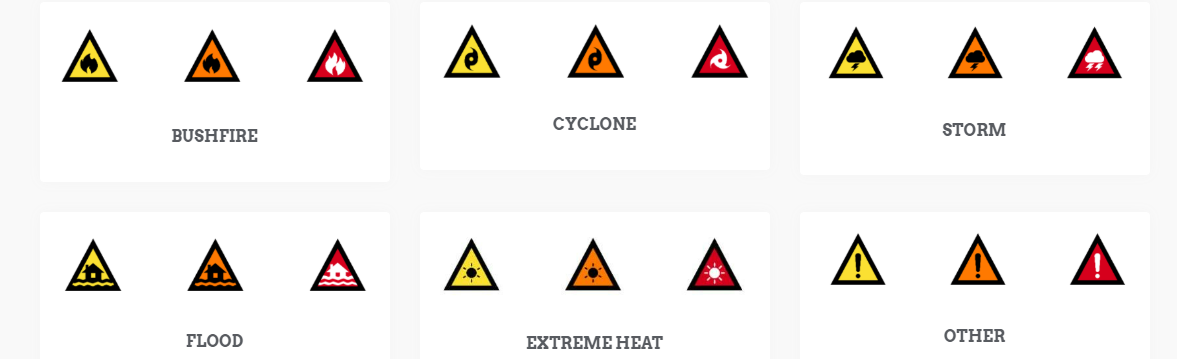 BUSHFIRE
CYCLONE
STORM
FLOOD
EXTREME HEAT
OTHER